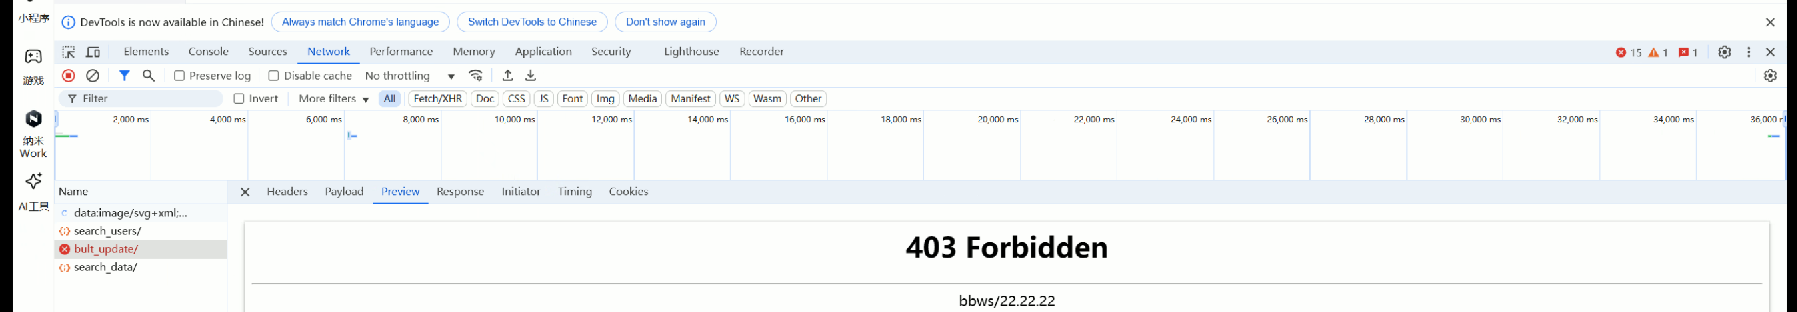 小程序
DevTools is now available in Chinese! Always match Chrome's language Switch DevTools to Chinese Don't show again
游戏
Elements Console Sources Network Performance Memory Application Security Lighthouse Recorder 15 1 1
Preserve log Disable cache No throttling
Filter Invert More filters All Fetch/XHR Doc CSS JS Font Img Media Manifest WS Wasm Other
2,000 ms 4,000 ms 6,000 ms 8,000 ms 10,000 ms 12,000 ms 14,000 ms 16,000 ms 18,000 ms 20,000 ms 22,000 ms 24,000 ms 26,000 ms 28,000 ms 30,000 ms 32,000 ms 34,000 ms 36,000
纳米
Work
AI工具
Name
Headers Payload Preview Response Initiator Timing Cookies
data:image/svg+xml;...
search_users/
bult_update/
search_data/
403 Forbidden
bbws/22.22.22